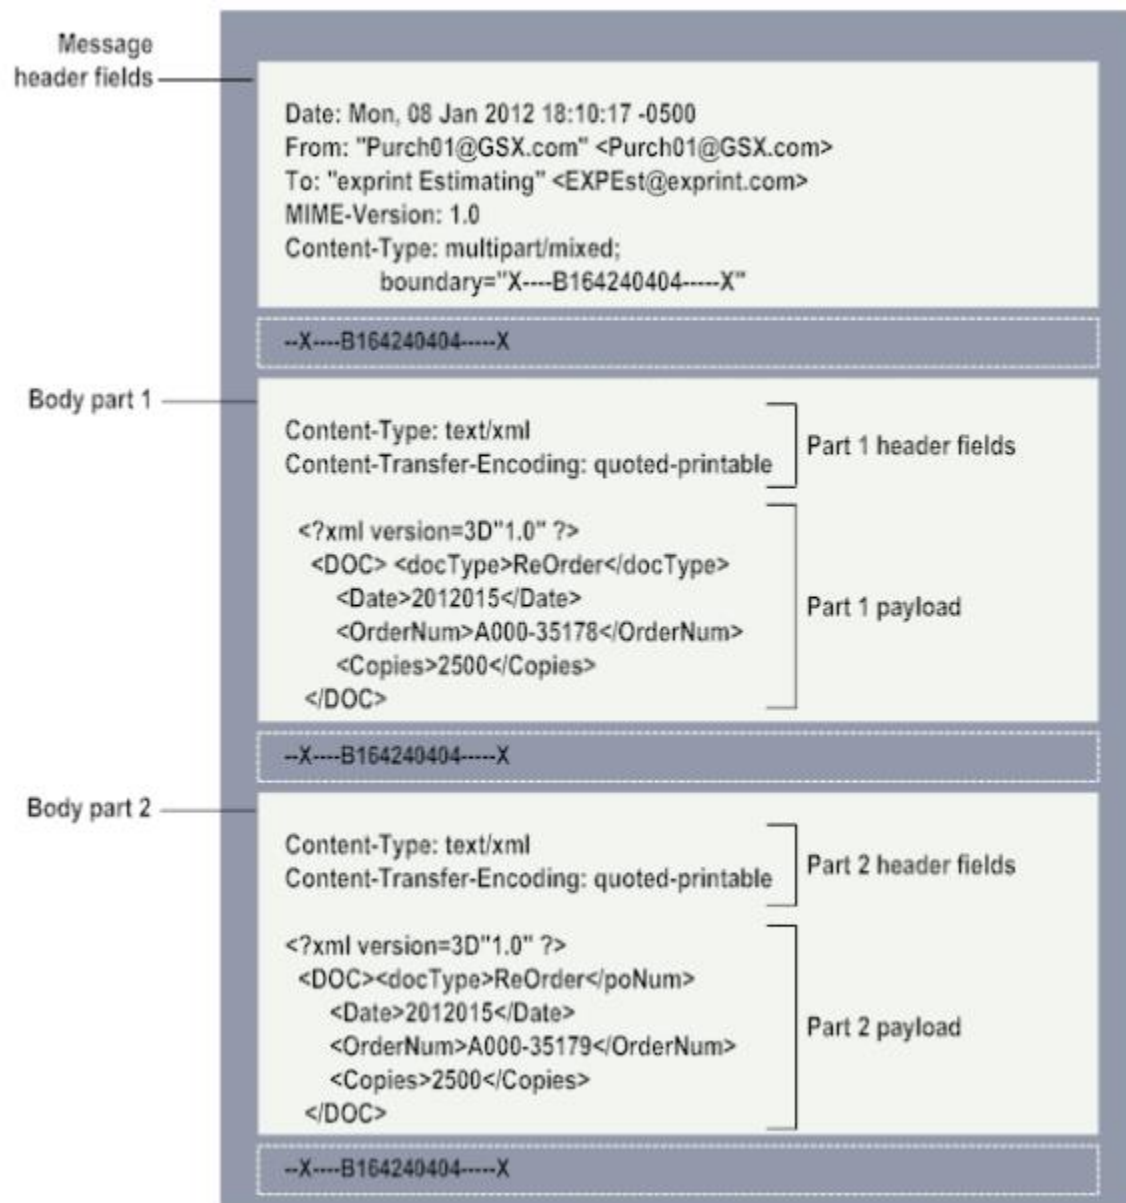 Message
header fields
Date: Mon, 08 Jan 2012 18:10:17 -0500
From: "Purch01@GSX.com" <Purch01@GSX.com>
To: "exprint Estimating" <EXPEst@exprint.com>
MIME-Version: 1.0
Content-Type: multipart/mixed;
boundary="X----B164240404-----X"
--X----B164240404-----X
Body part 1
Content-Type: text/xml
Content-Transfer-Encoding: quoted-printable
Part 1 header fields
<?xml version=3D"1.0" ?>
<DOC> <docType>ReOrder</docType>
<Date>2012015</Date>
<OrderNum>A000-35178</OrderNum>
<Copies>2500</Copies>
</DOC>
Part 1 payload
--X----B164240404-----X
Body part 2
Content-Type: text/xml
Content-Transfer-Encoding: quoted-printable
Part 2 header fields
<?xml version=3D"1.0" ?>
<DOC><docType>ReOrder</poNum>
<Date>2012015</Date>
<OrderNum>A000-35179</OrderNum>
<Copies>2500</Copies>
</DOC>
Part 2 payload
--X----B164240404-----X